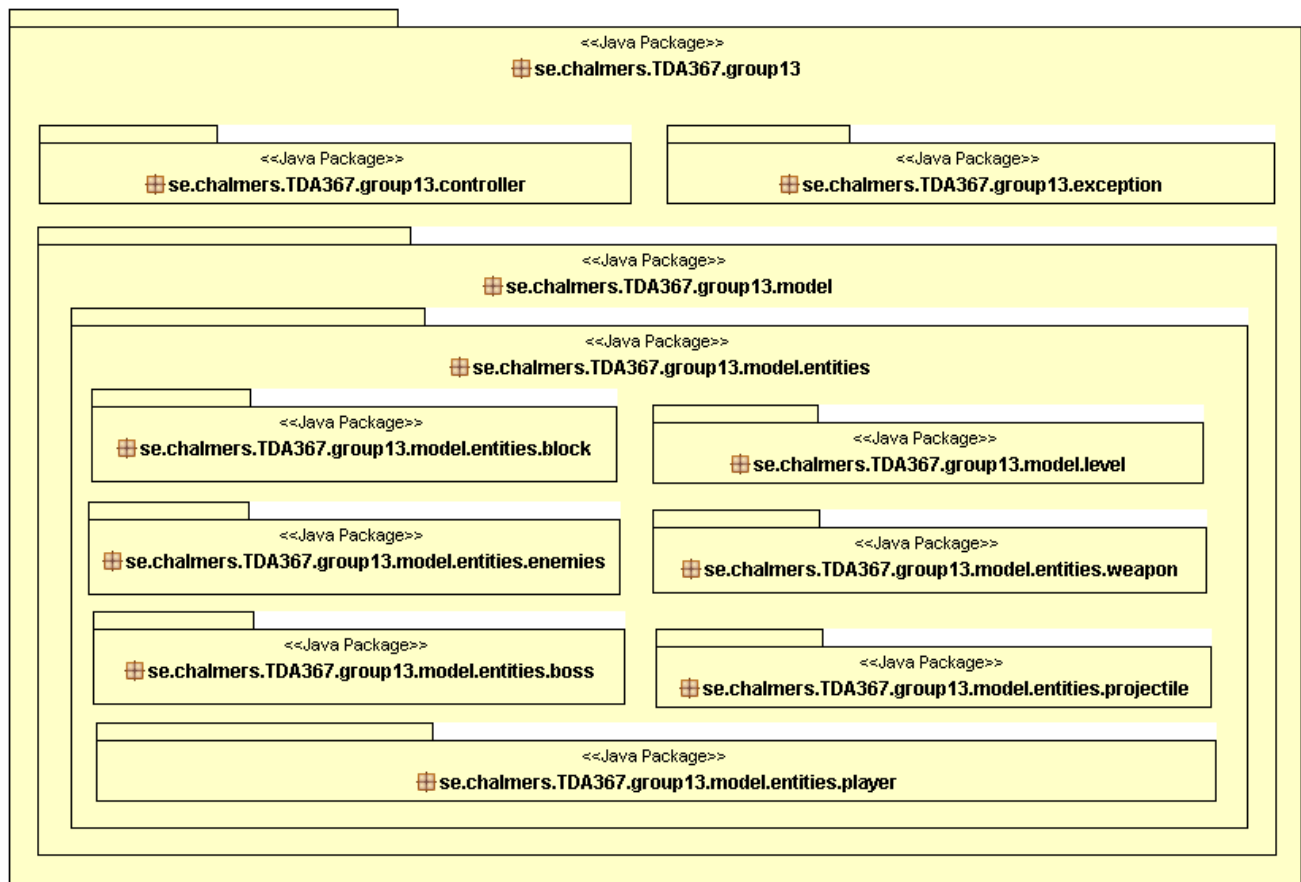 <<Java Package>>
se.chalmers.TDA367.group13
<<Java Package>>
se.chalmers.TDA367.group13.controller
<<Java Package>>
se.chalmers.TDA367.group13.exception
<<Java Package>>
se.chalmers.TDA367.group13.model
<<Java Package>>
se.chalmers.TDA367.group13.model.entities
<<Java Package>>
se.chalmers.TDA367.group13.model.entities.block
<<Java Package>>
se.chalmers.TDA367.group13.model.level
<<Java Package>>
se.chalmers.TDA367.group13.model.entities.enemies
<<Java Package>>
se.chalmers.TDA367.group13.model.entities.weapon
<<Java Package>>
se.chalmers.TDA367.group13.model.entities.boss
<<Java Package>>
se.chalmers.TDA367.group13.model.entities.projectile
<<Java Package>>
se.chalmers.TDA367.group13.model.entities.player